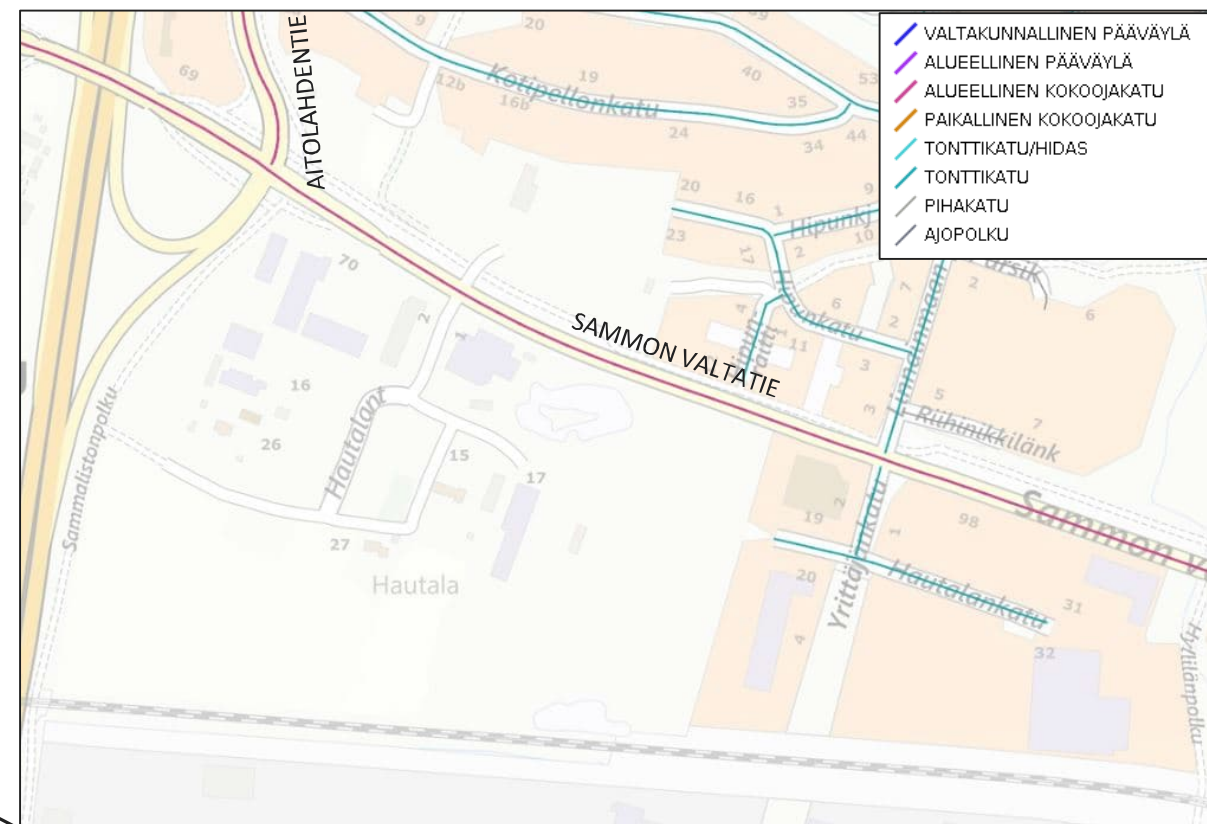 VALTAKUNNALLINEN PÄÄVÄYLÄ
ALUEELLINEN PÄÄVÄYLÄ
ALUEELLINEN KOKOOJAKATU
PAIKALLINEN KOKOOJAKATU
TONTTIKATU/HIDAS
TONTTIKATU
PIHAKATU
AJOPOLKU
AITOLAHDENTIE
69
9
20
19
40
53
12b
Kotipellonkatu
16b
35
24
34
44
20
16
1
9
Hipunkj
23
17
2
10
70
2
1
4
6
7
2
2
6
SAMMON VALTATIE
11
3
16
3
5
7
Riihinikkilänk
26
Hautalant
15
17
Sammalistonpolku
2
19
1
98
Sammon v
27
Hautala
20
Hautalankatu
31
4
Yrittäjänkatu
32
Hyllilänpolku